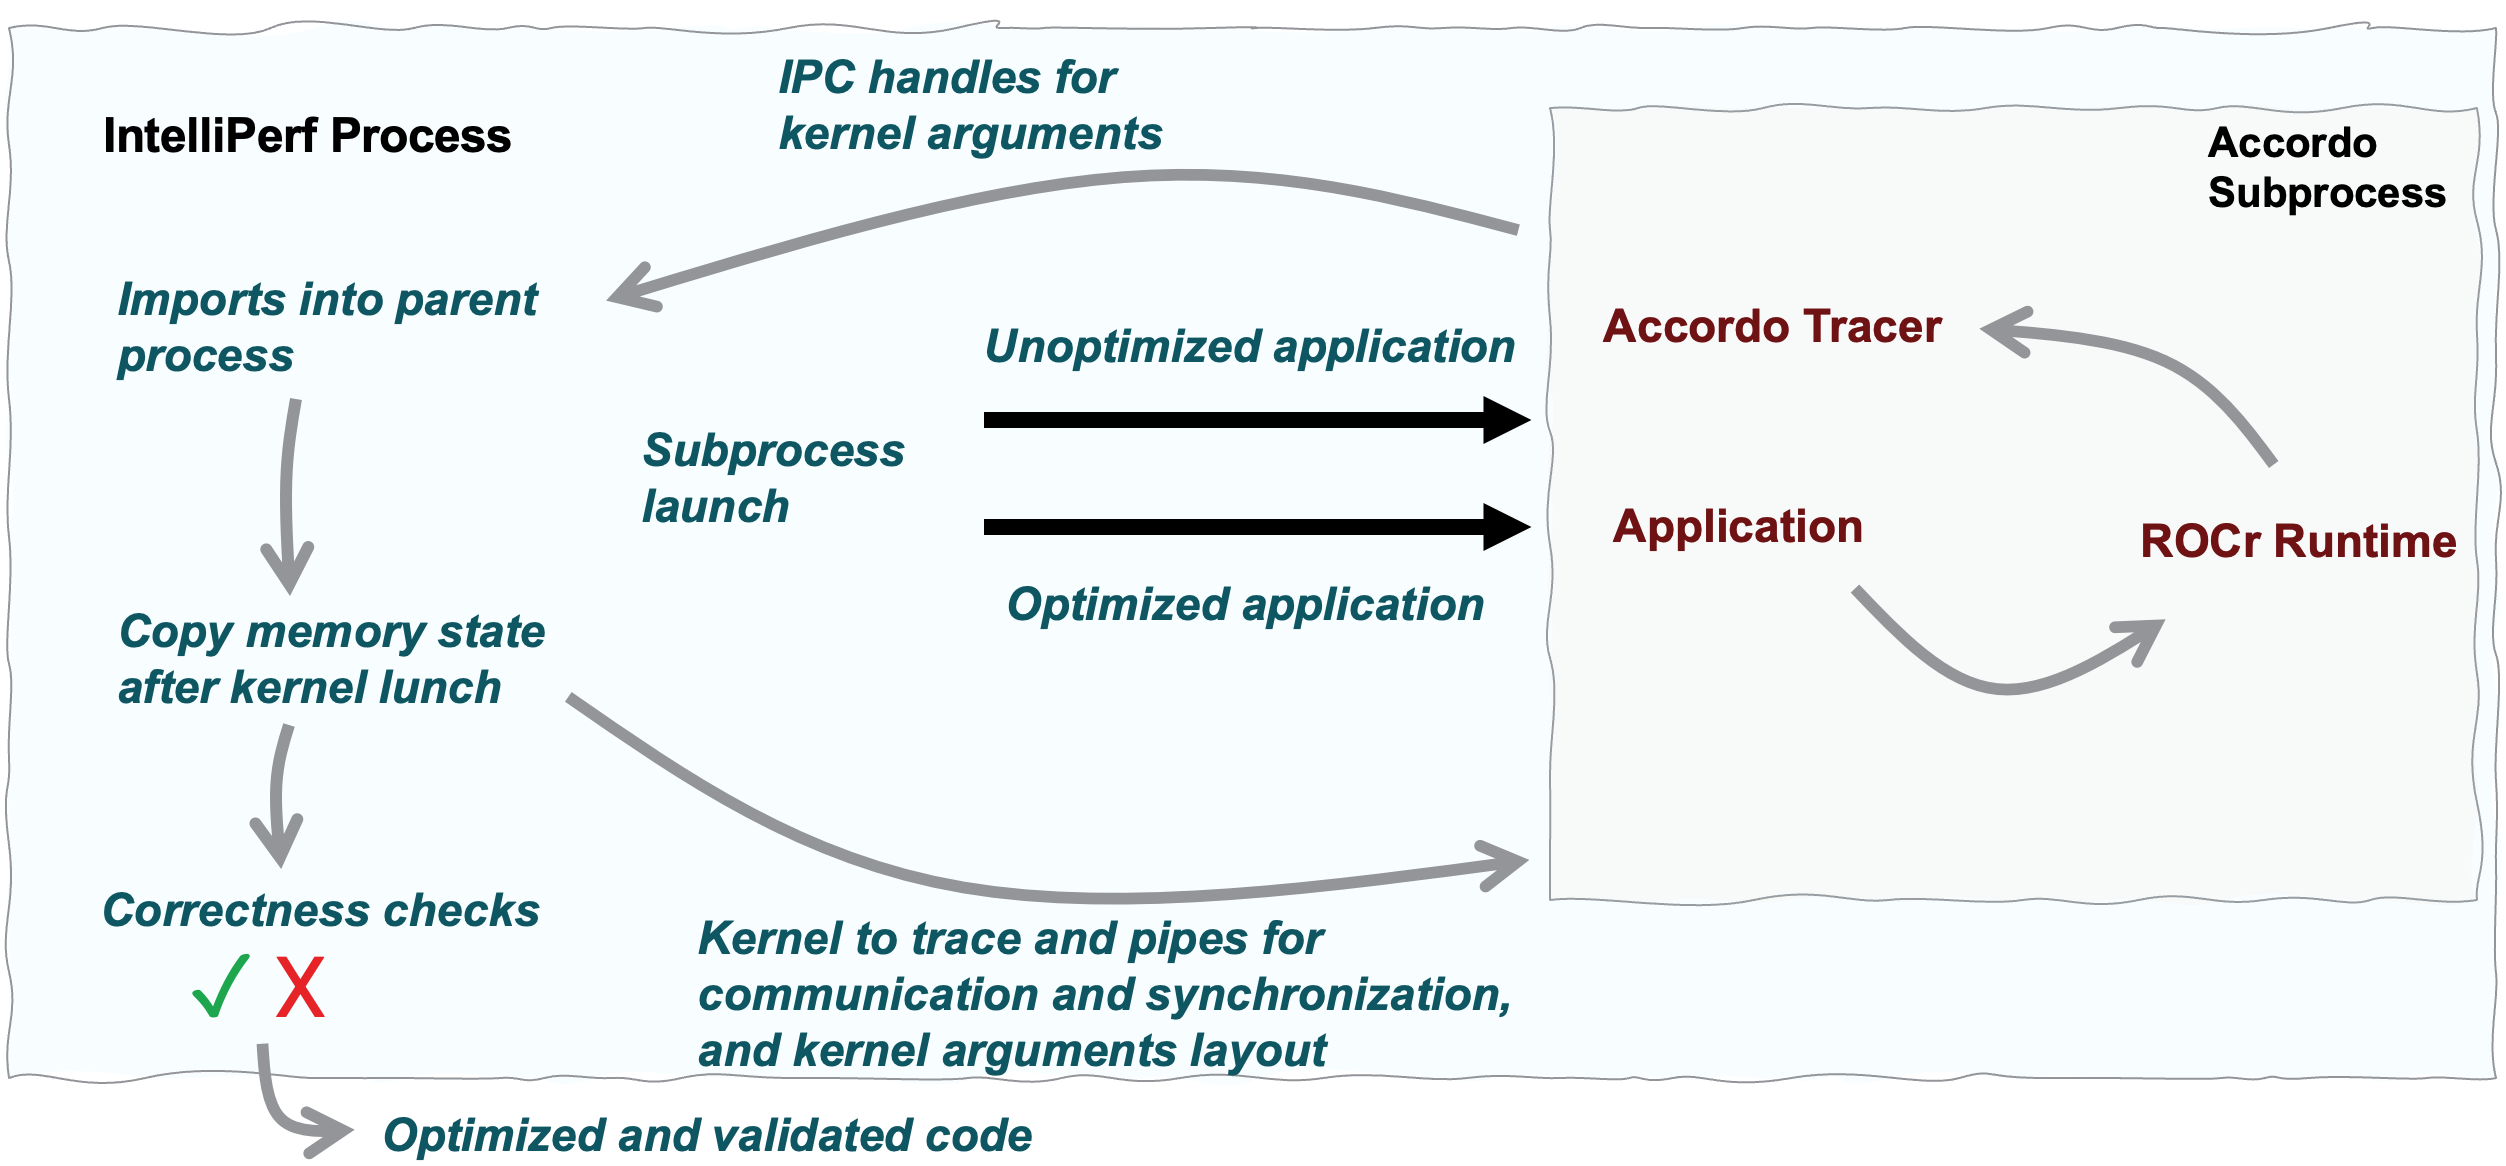 IPC handles for
kernel arguments
IntelliPerf Process
Accordo
Subprocess
Imports into parent
process
Unoptimized application
Accordo Tracer
Subprocess
launch
Application
ROCr Runtime
Optimized application
Copy memory state
after kernel lunch
Correctness checks
Kernel to trace and pipes for
communication and synchronization,
and kernel arguments layout
Optimized and validated code